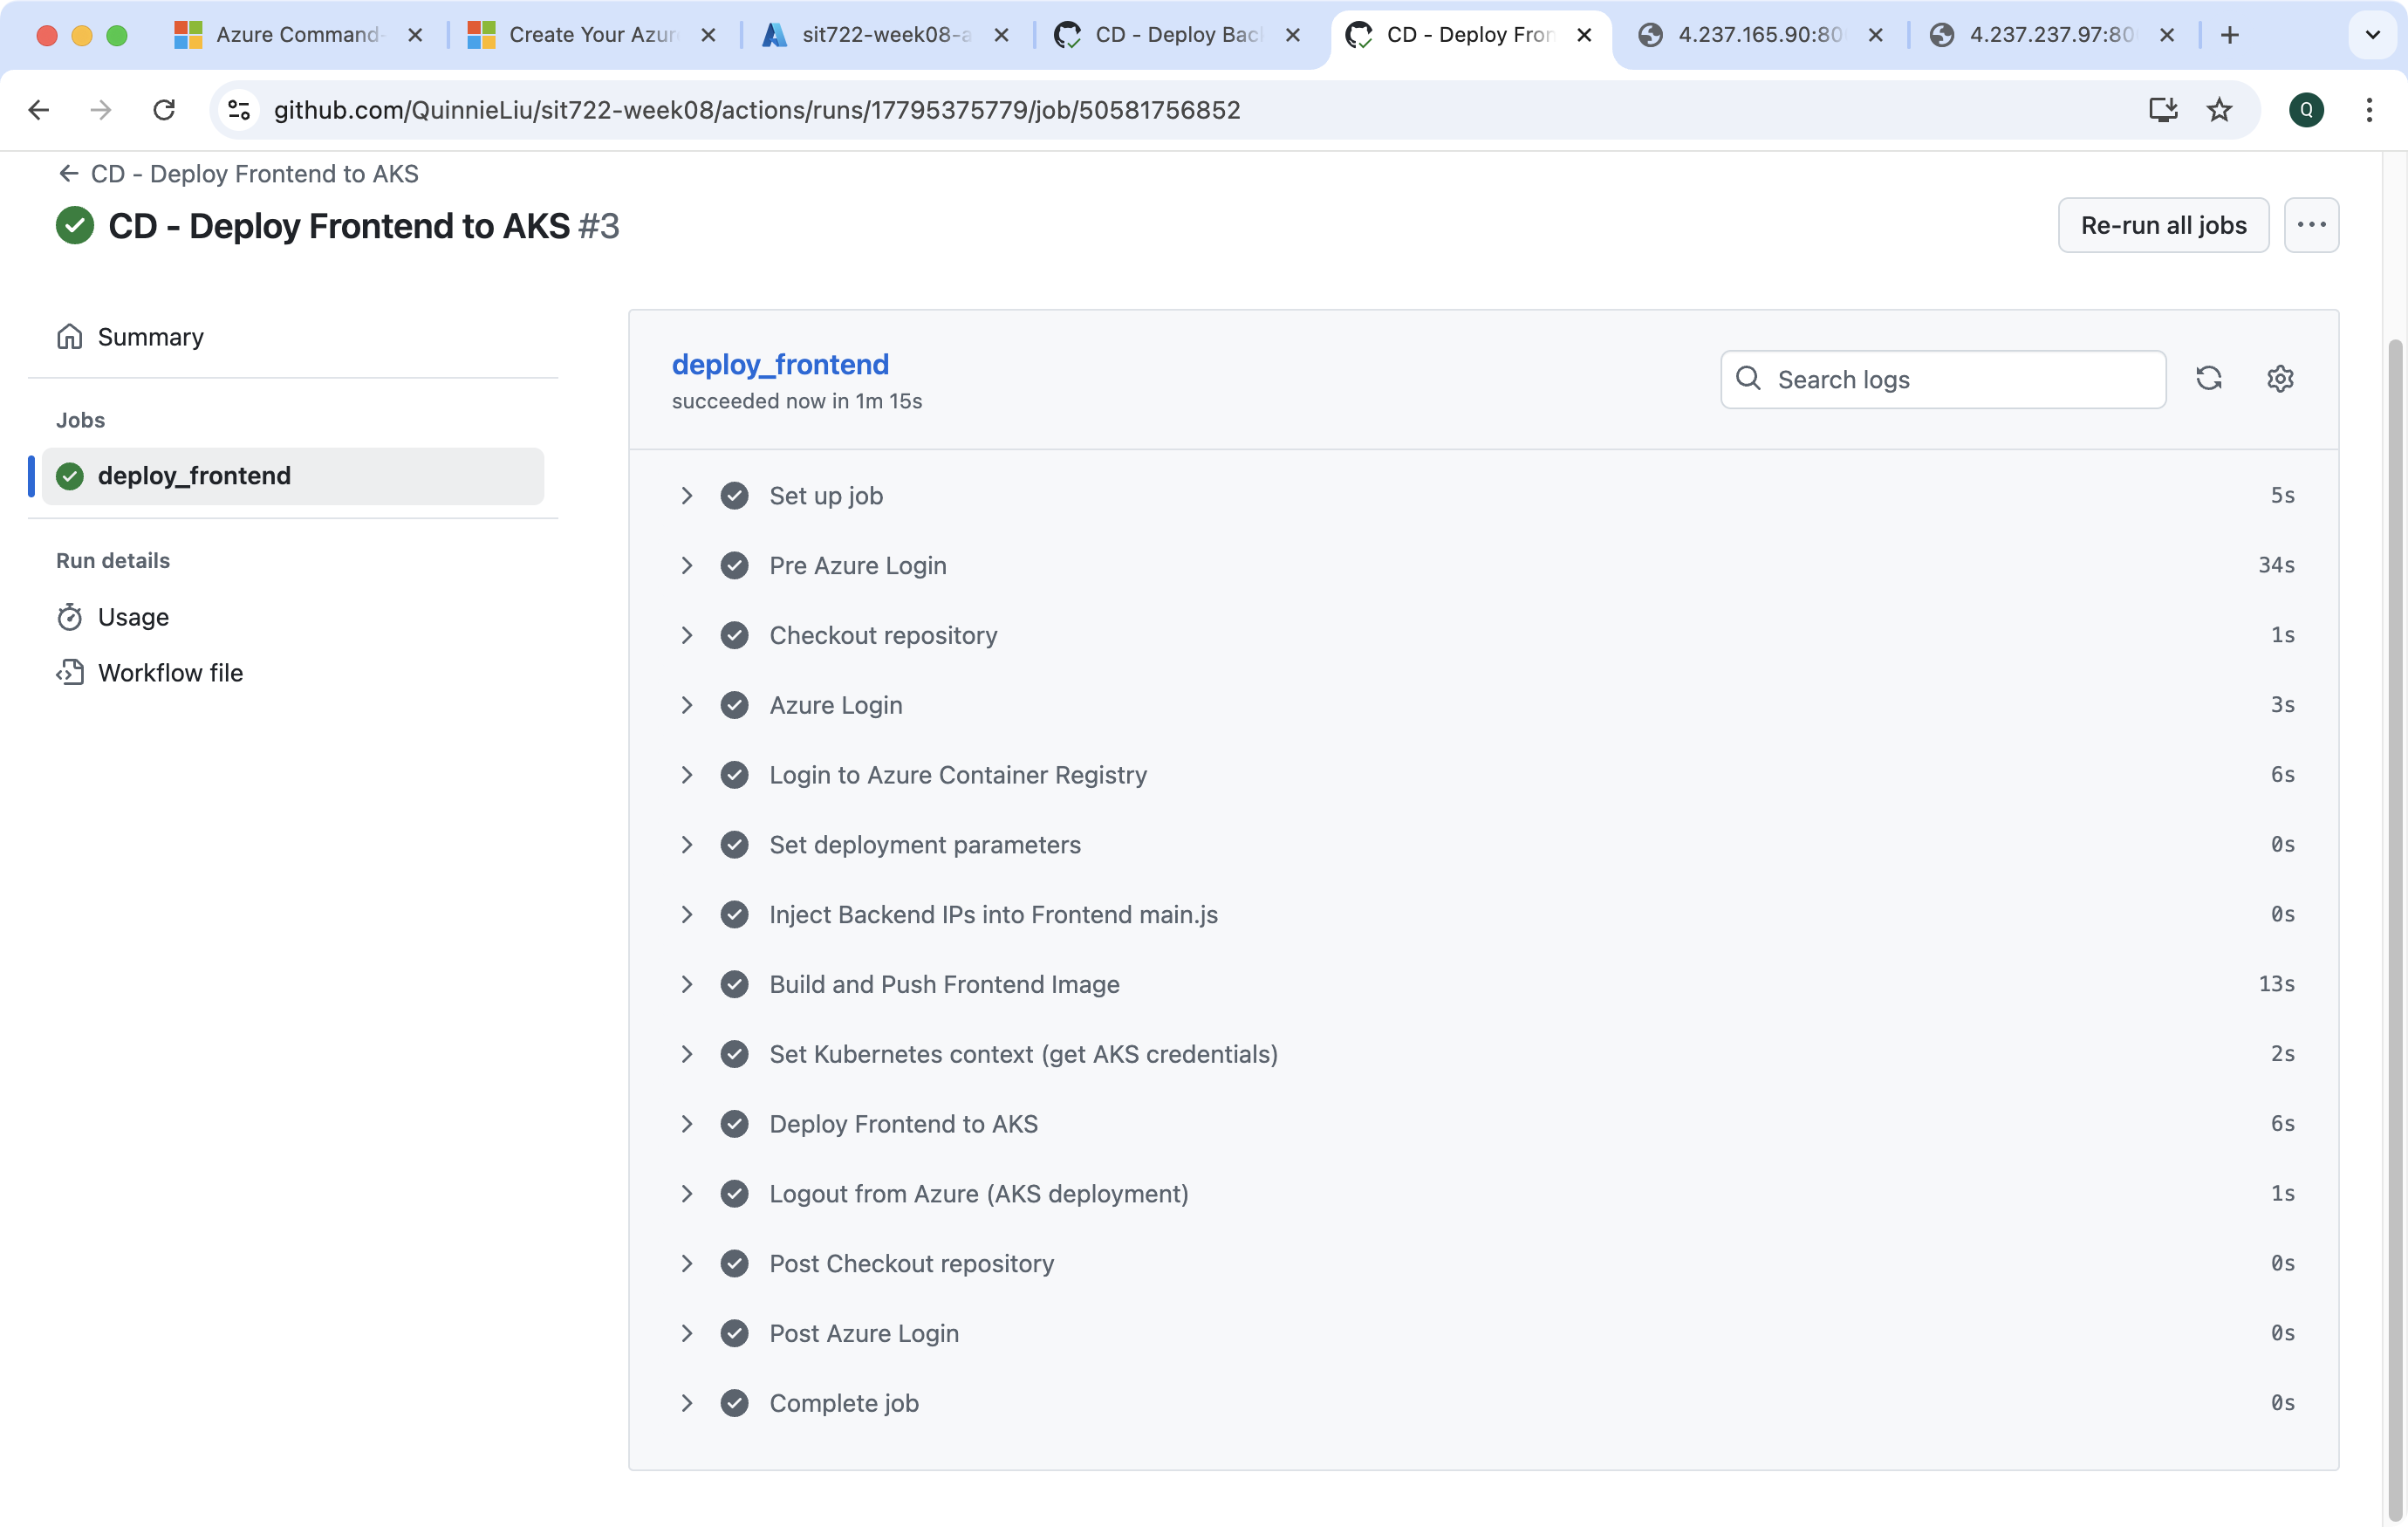 Azure Command-
Create Your Azur
sit722-week08-a
CD - Deploy Bac
CD - Deploy Fron
4.237.165.90:80
4.237.237.97:80
github.com/QuinnieLiu/sit722-week08/actions/runs/17795375779/job/50581756852
Q
CD - Deploy Frontend to AKS
CD - Deploy Frontend to AKS #3
Re-run all jobs
Summary
Jobs
deploy_frontend
Run details
Usage
Workflow file
deploy_frontend
succeeded now in 1m 15s
Search logs
Set up job 5s
Pre Azure Login 34s
Checkout repository 1s
Azure Login 3s
Login to Azure Container Registry 6s
Set deployment parameters 0s
Inject Backend IPs into Frontend main.js 0s
Build and Push Frontend Image 13s
Set Kubernetes context (get AKS credentials) 2s
Deploy Frontend to AKS 6s
Logout from Azure (AKS deployment) 1s
Post Checkout repository 0s
Post Azure Login 0s
Complete job 0s